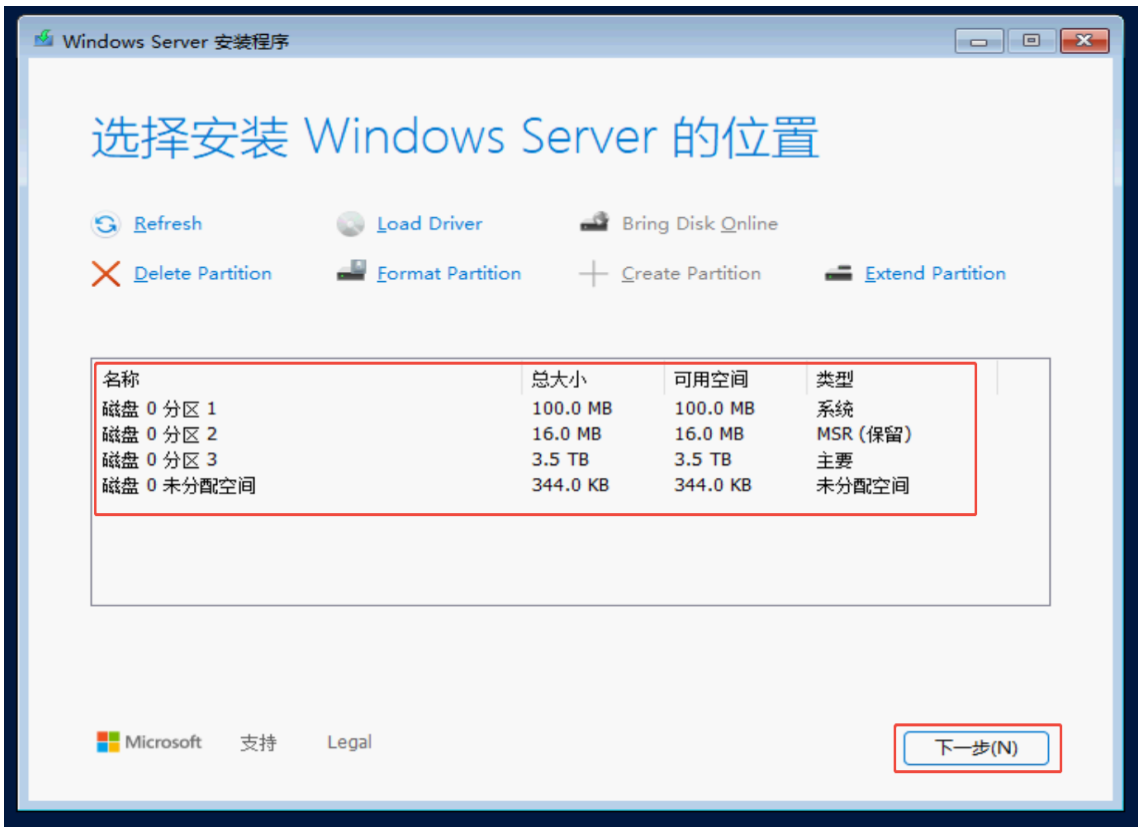 Windows Server 安装程序
选择安装 Windows Server 的位置
Refresh Load Driver Bring Disk Online
Delete Partition Format Partition Create Partition Extend Partition
名称 总大小 可用空间 类型
磁盘 0 分区 1 100.0 MB 100.0 MB 系统
磁盘 0 分区 2 16.0 MB 16.0 MB MSR (保留)
磁盘 0 分区 3 3.5 TB 3.5 TB 主要
磁盘 0 未分配空间 344.0 KB 344.0 KB 未分配空间
Microsoft 支持 Legal 下一步(N)